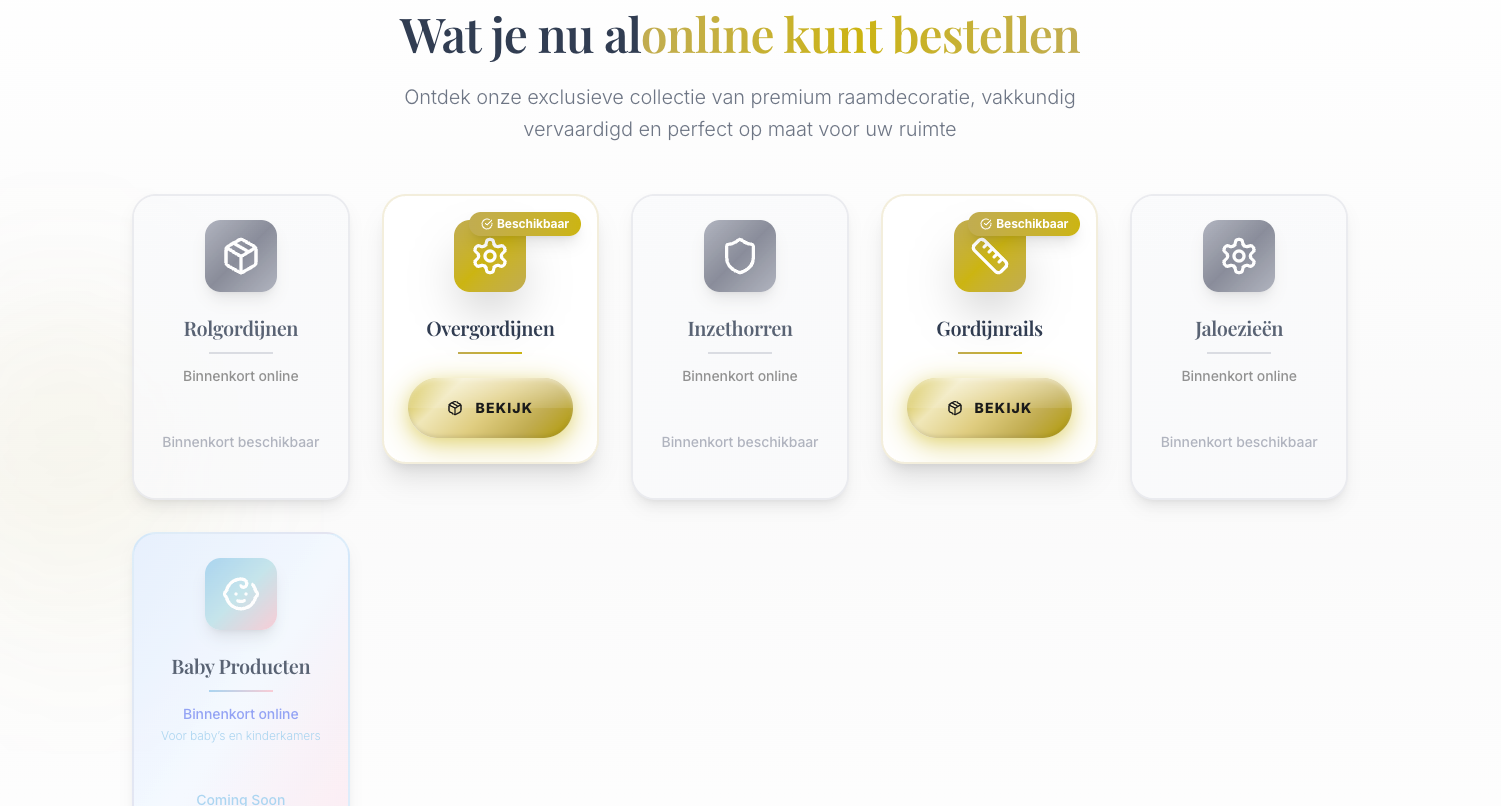 Wat je nu alonline kunt bestellen
Ontdek onze exclusieve collectie van premium raamdecoratie, vakkundig
vervaardigd en perfect op maat voor uw ruimte
Rolgordijnen
Binnenkort online
Binnenkort beschikbaar
Beschikbaar
Overgordijnen
BEKIJK
Inzethorren
Binnenkort online
Binnenkort beschikbaar
Beschikbaar
Gordijnrails
BEKIJK
Jaloezieën
Binnenkort online
Binnenkort beschikbaar
Baby Producten
Binnenkort online
Voor baby's en kinderkamers
Coming Soon